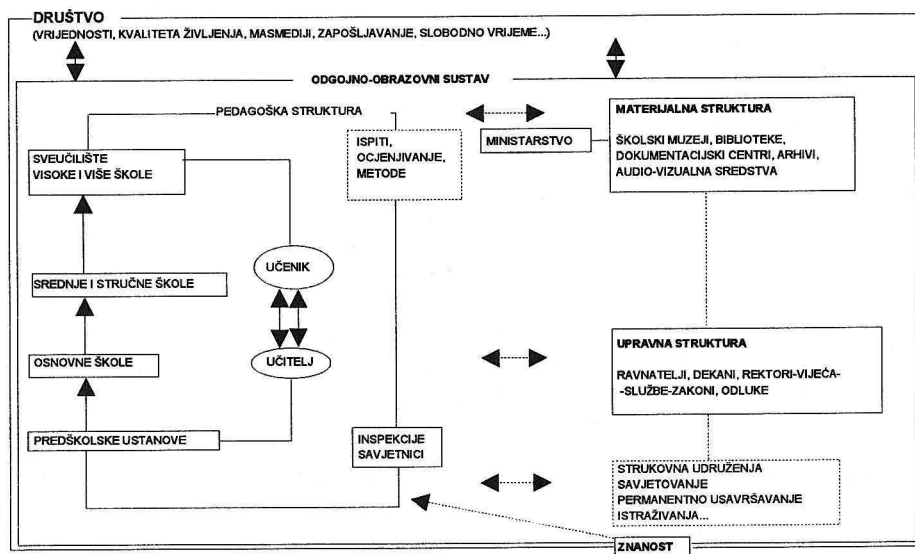 DRUŠTVO
(VRIJEDNOSTI, KVALITETA ŽIVLJENJA, MASMEDIJI, ZAPOŠLJAVANJE, SLOBODNO VRIJEME...)
ODGOJNO-OBRAZOVNI SUSTAV
PEDAGOŠKA STRUKTURA
SVEUČILIŠTE
VISOKE I VIŠE ŠKOLE
SREDNJE I STRUČNE ŠKOLE
OSNOVNE ŠKOLE
PREDŠKOLSKE USTANOVE
UČENIK
UČITELJ
ISPITI,
OCJENJIVANJE,
METODE
INSPEKCIJE
SAVJETNICI
MINISTARSTVO
MATERIJALNA STRUKTURA
ŠKOLSKI MUZEJI, BIBLIOTEKE,
DOKUMENTACIJSKI CENTRI, ARHIVI,
AUDIO-VIZUALNA SREDSTVA
UPRAVNA STRUKTURA
RAVNATELJI, DEKANI, REKTORI-VIJEĆA-
-SLUŽBE-ZAKONI, ODLUKE
STRUKOVNA UDRUŽENJA
SAVJETOVANJE
PERMANENTNO USAVRŠAVANJE
ISTRAŽIVANJA...
ZNANOST